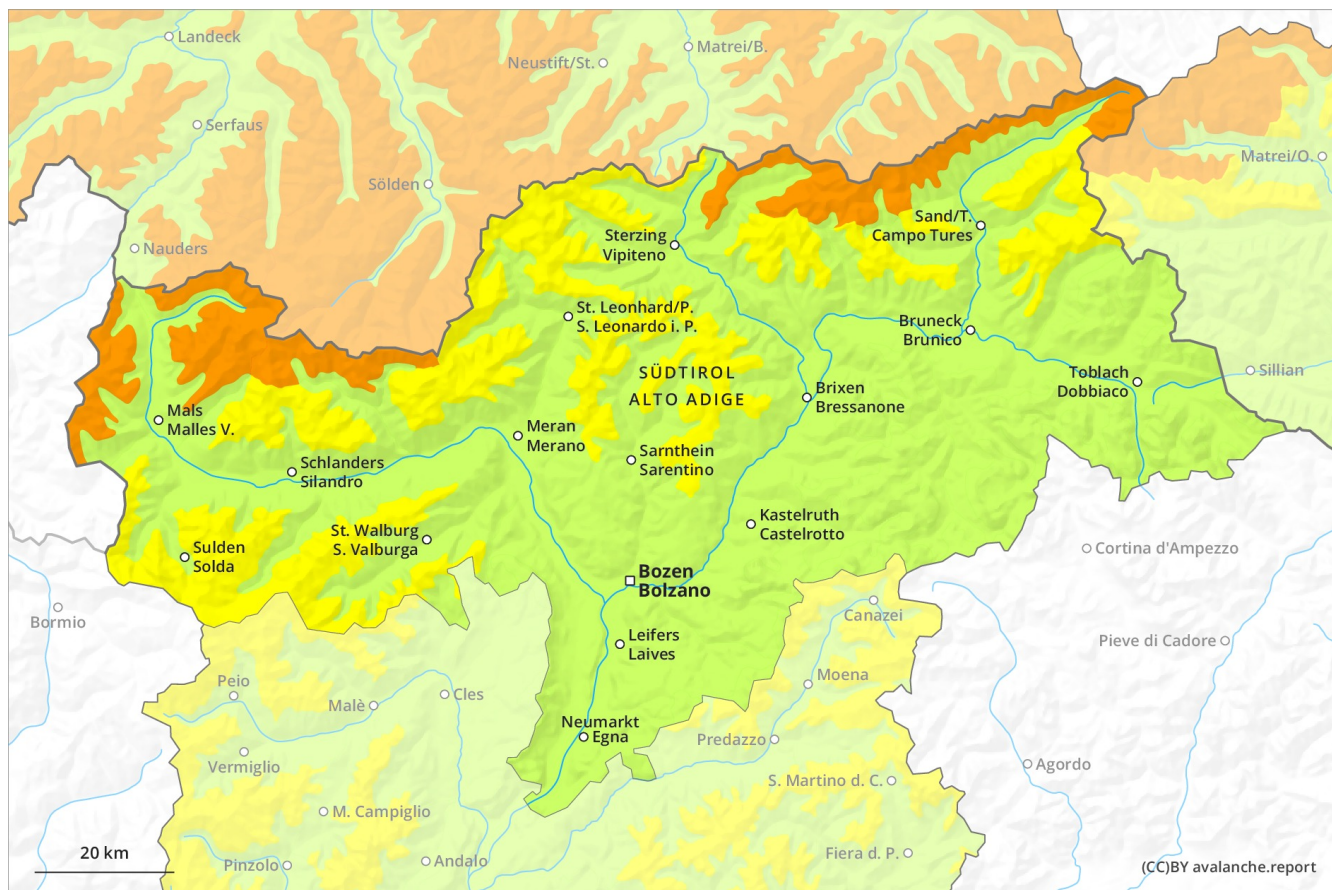 Landeck
Matrei/B.
Neustift/St.
Serfaus
Matrei/O.
Sölden
Sand/T.
Campo Tures
Nauders
Sterzing
Vipiteno
St. Leonhard/P.
S. Leonardo i. P.
Bruneck
Brunico
SÜDTIROL
ALTO ADIGE
Toblach
Dobbiaco
Sillian
Brixen
Bressanone
Mals
Malles V.
Meran
Merano
Sarnthein
Sarentino
Schlanders
Silandro
Kastelruth
Castelrotto
St. Walburg
S. Valburga
Sulden
Solda
Cortina d'Ampezzo
Bozen
Bolzano
Bormio
Canazei
Leifers
Laives
Pieve di Cadore
Peio
Moena
Malè
Cles
Neumarkt
Egna
Predazzo
Vermiglio
Agordo
S. Martino d. C.
M. Campiglio
20 km
Andalo
Fiera d. P.
Pinzolo
(CC)BY avalanche.report